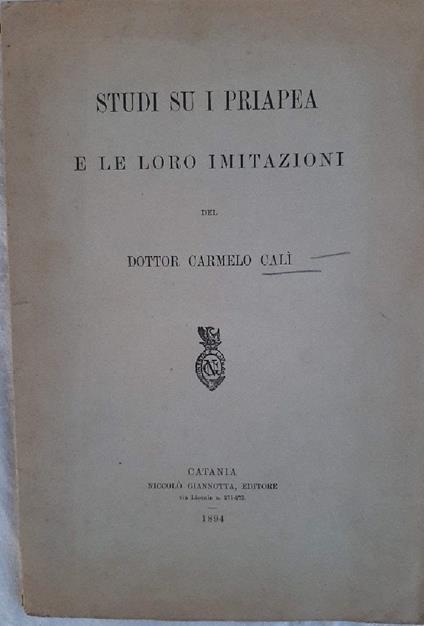 STUDI SU I PRIAPEA
E LE LORO IMITAZIONI
DEL
DOTTOR CARMELO CALÌ
CATANIA
NICCOLÒ GIANNOTTA, EDITORE
1894